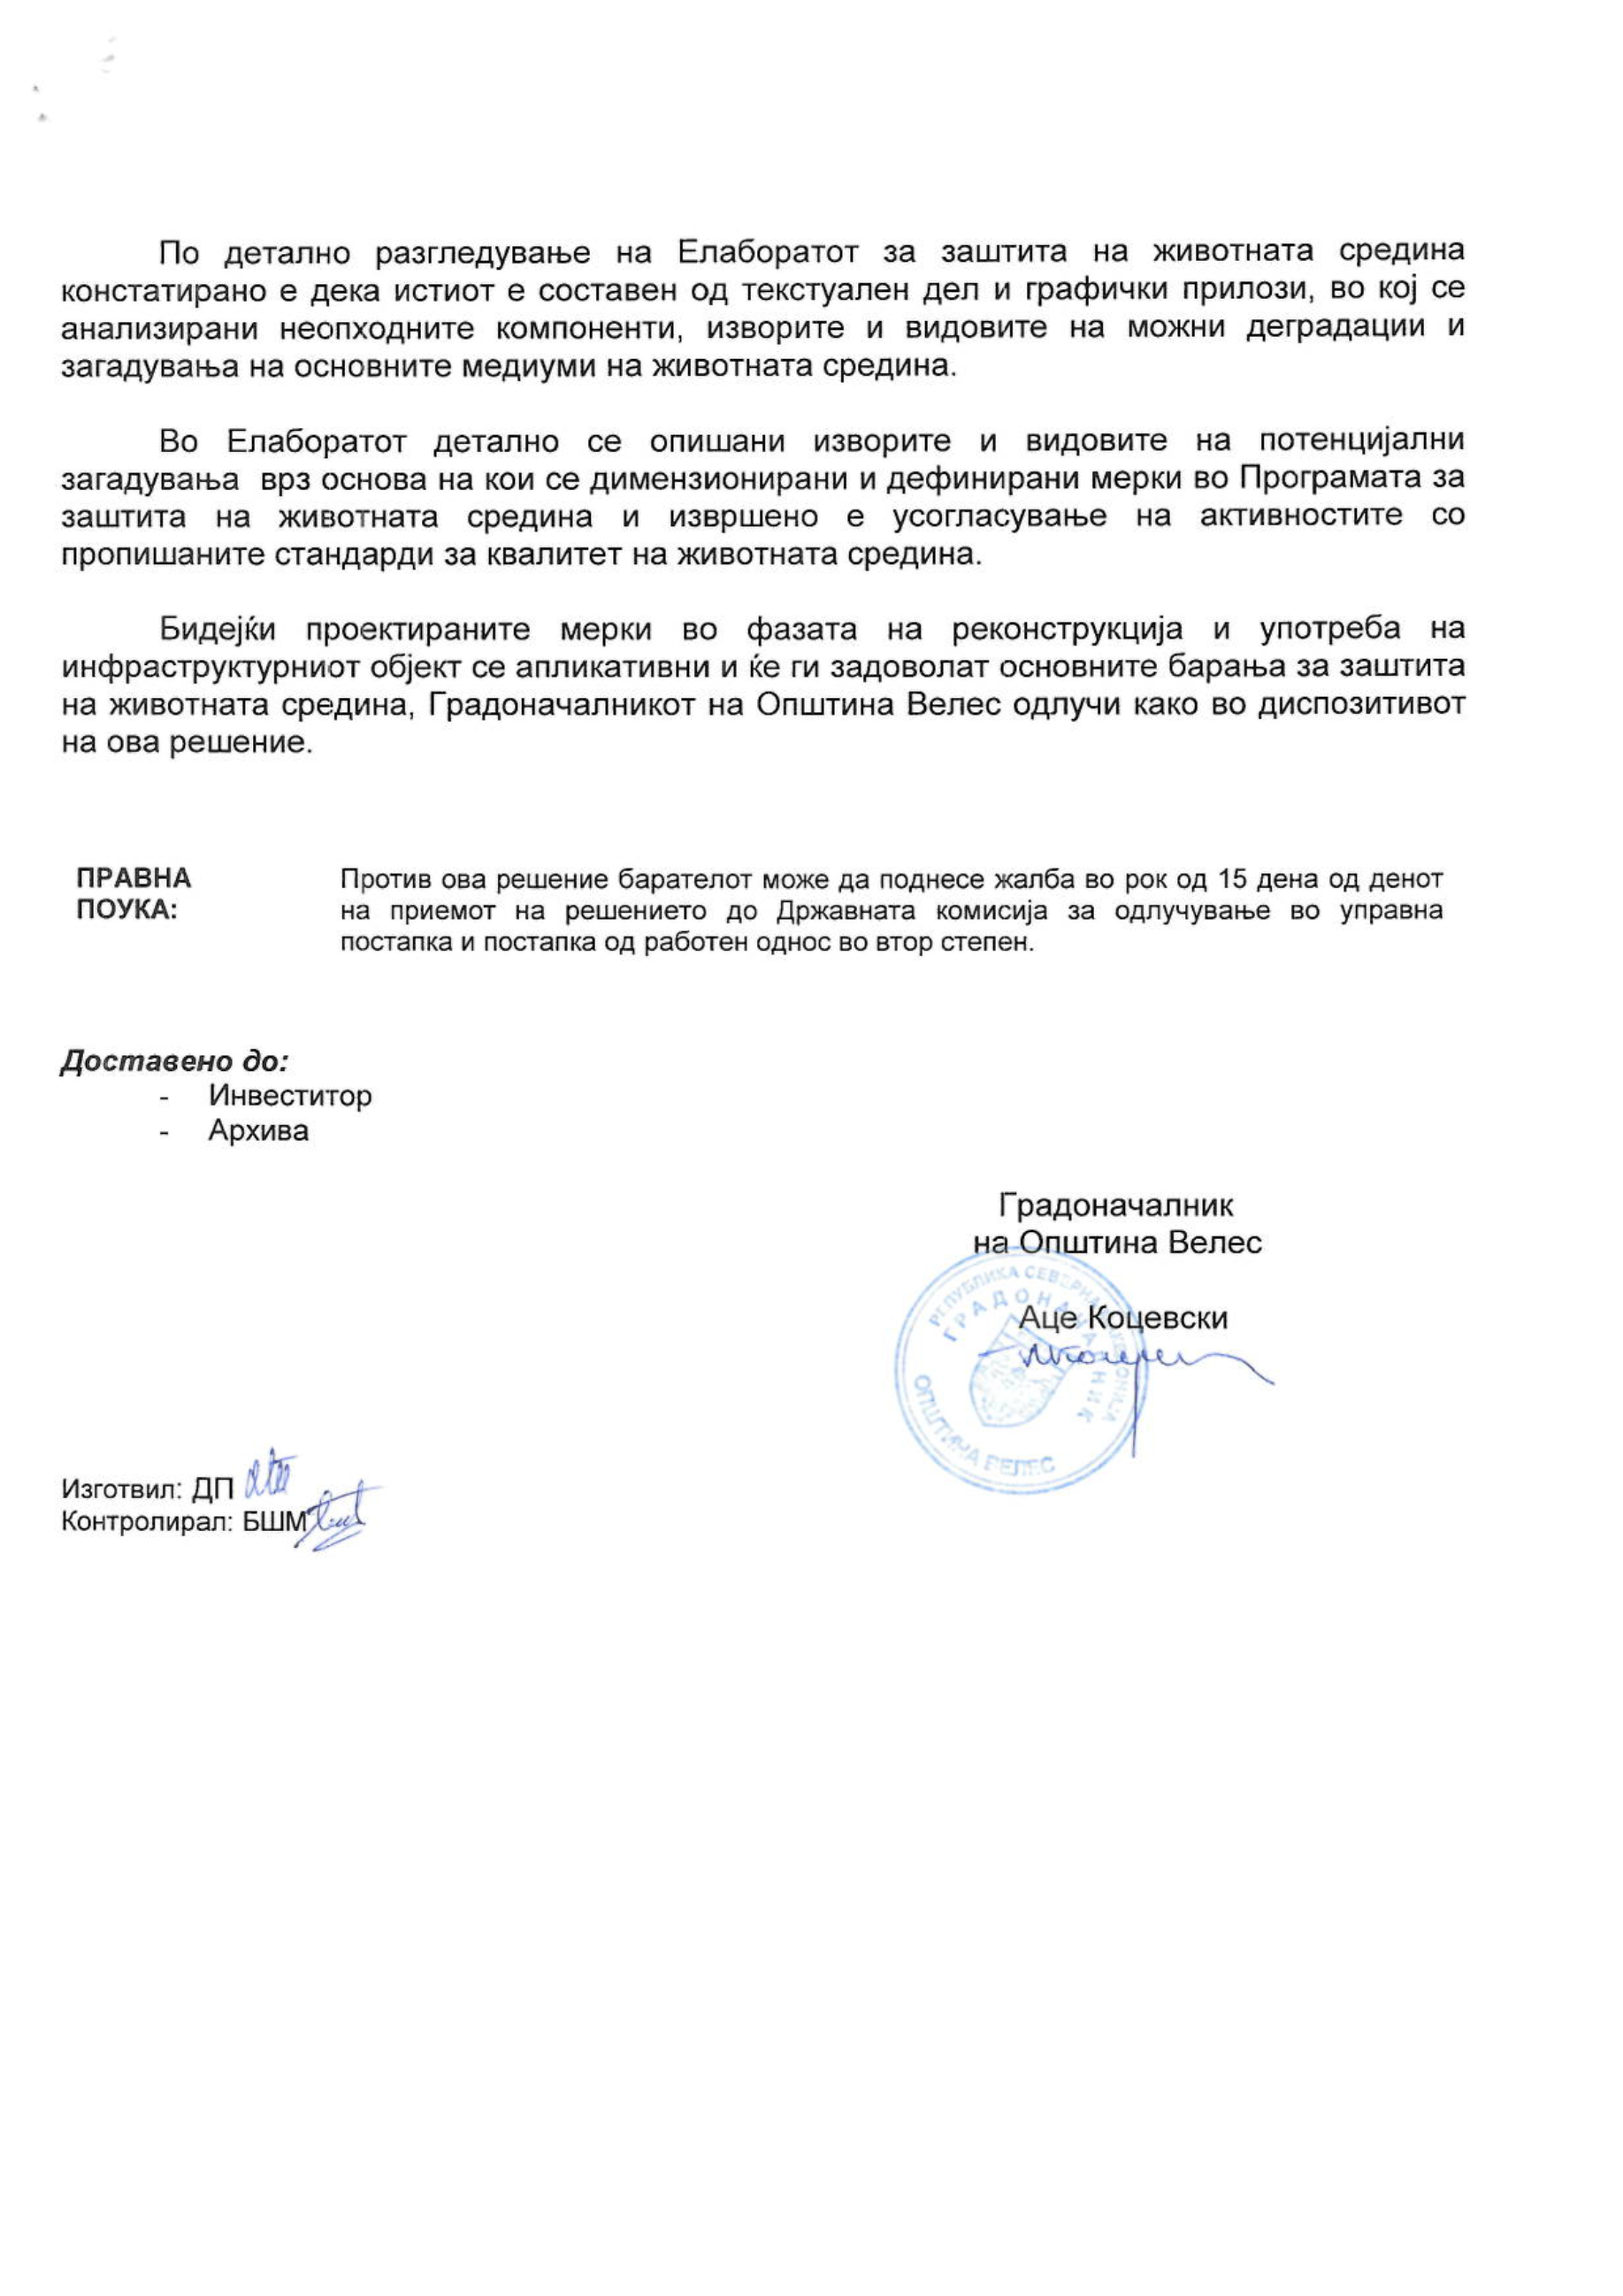 По детално разгледување на Елаборатот за заштита на животната средина
констатирано е дека истиот е составен од текстуален дел и графички прилози, во кој се
анализирани неопходните компоненти, изворите и видовите на можни деградации и
загадувања на основните медиуми на животната средина.
Во Елаборатот детално се опишани изворите и видовите на потенцијални
загадувања врз основа на кои се димензионирани и дефинирани мерки во Програмата за
заштита на животната средина и извршено е усогласување на активностите со
пропишаните стандарди за квалитет на животната средина.
Бидејќи проектираните мерки во фазата на реконструкција и употреба на
инфраструктурниот објект се апликативни и ќе ги задоволат основните барања за заштита
на животната средина, Градоначалникот на Општина Велес одлучи како во диспозитивот
на ова решение.
ПРАВНА
ПОУКА:
Против ова решение барателот може да поднесе жалба во рок од 15 дена од денот
на приемот на решението до Државната комисија за одлучување во управна
постапка и постапка од работен однос во втор степен.
Доставено до:
- Инвеститор
- Архива
Градоначалник
на Општина Велес
Аце Коцевски
РЕПУБЛИКА СЕВЕРНА МАКЕДОНИЈА
ГРАДОНАЧАЛНИК
ОПШТИНА ВЕЛЕС
Изготвил: ДП
Контролирал: БШМ